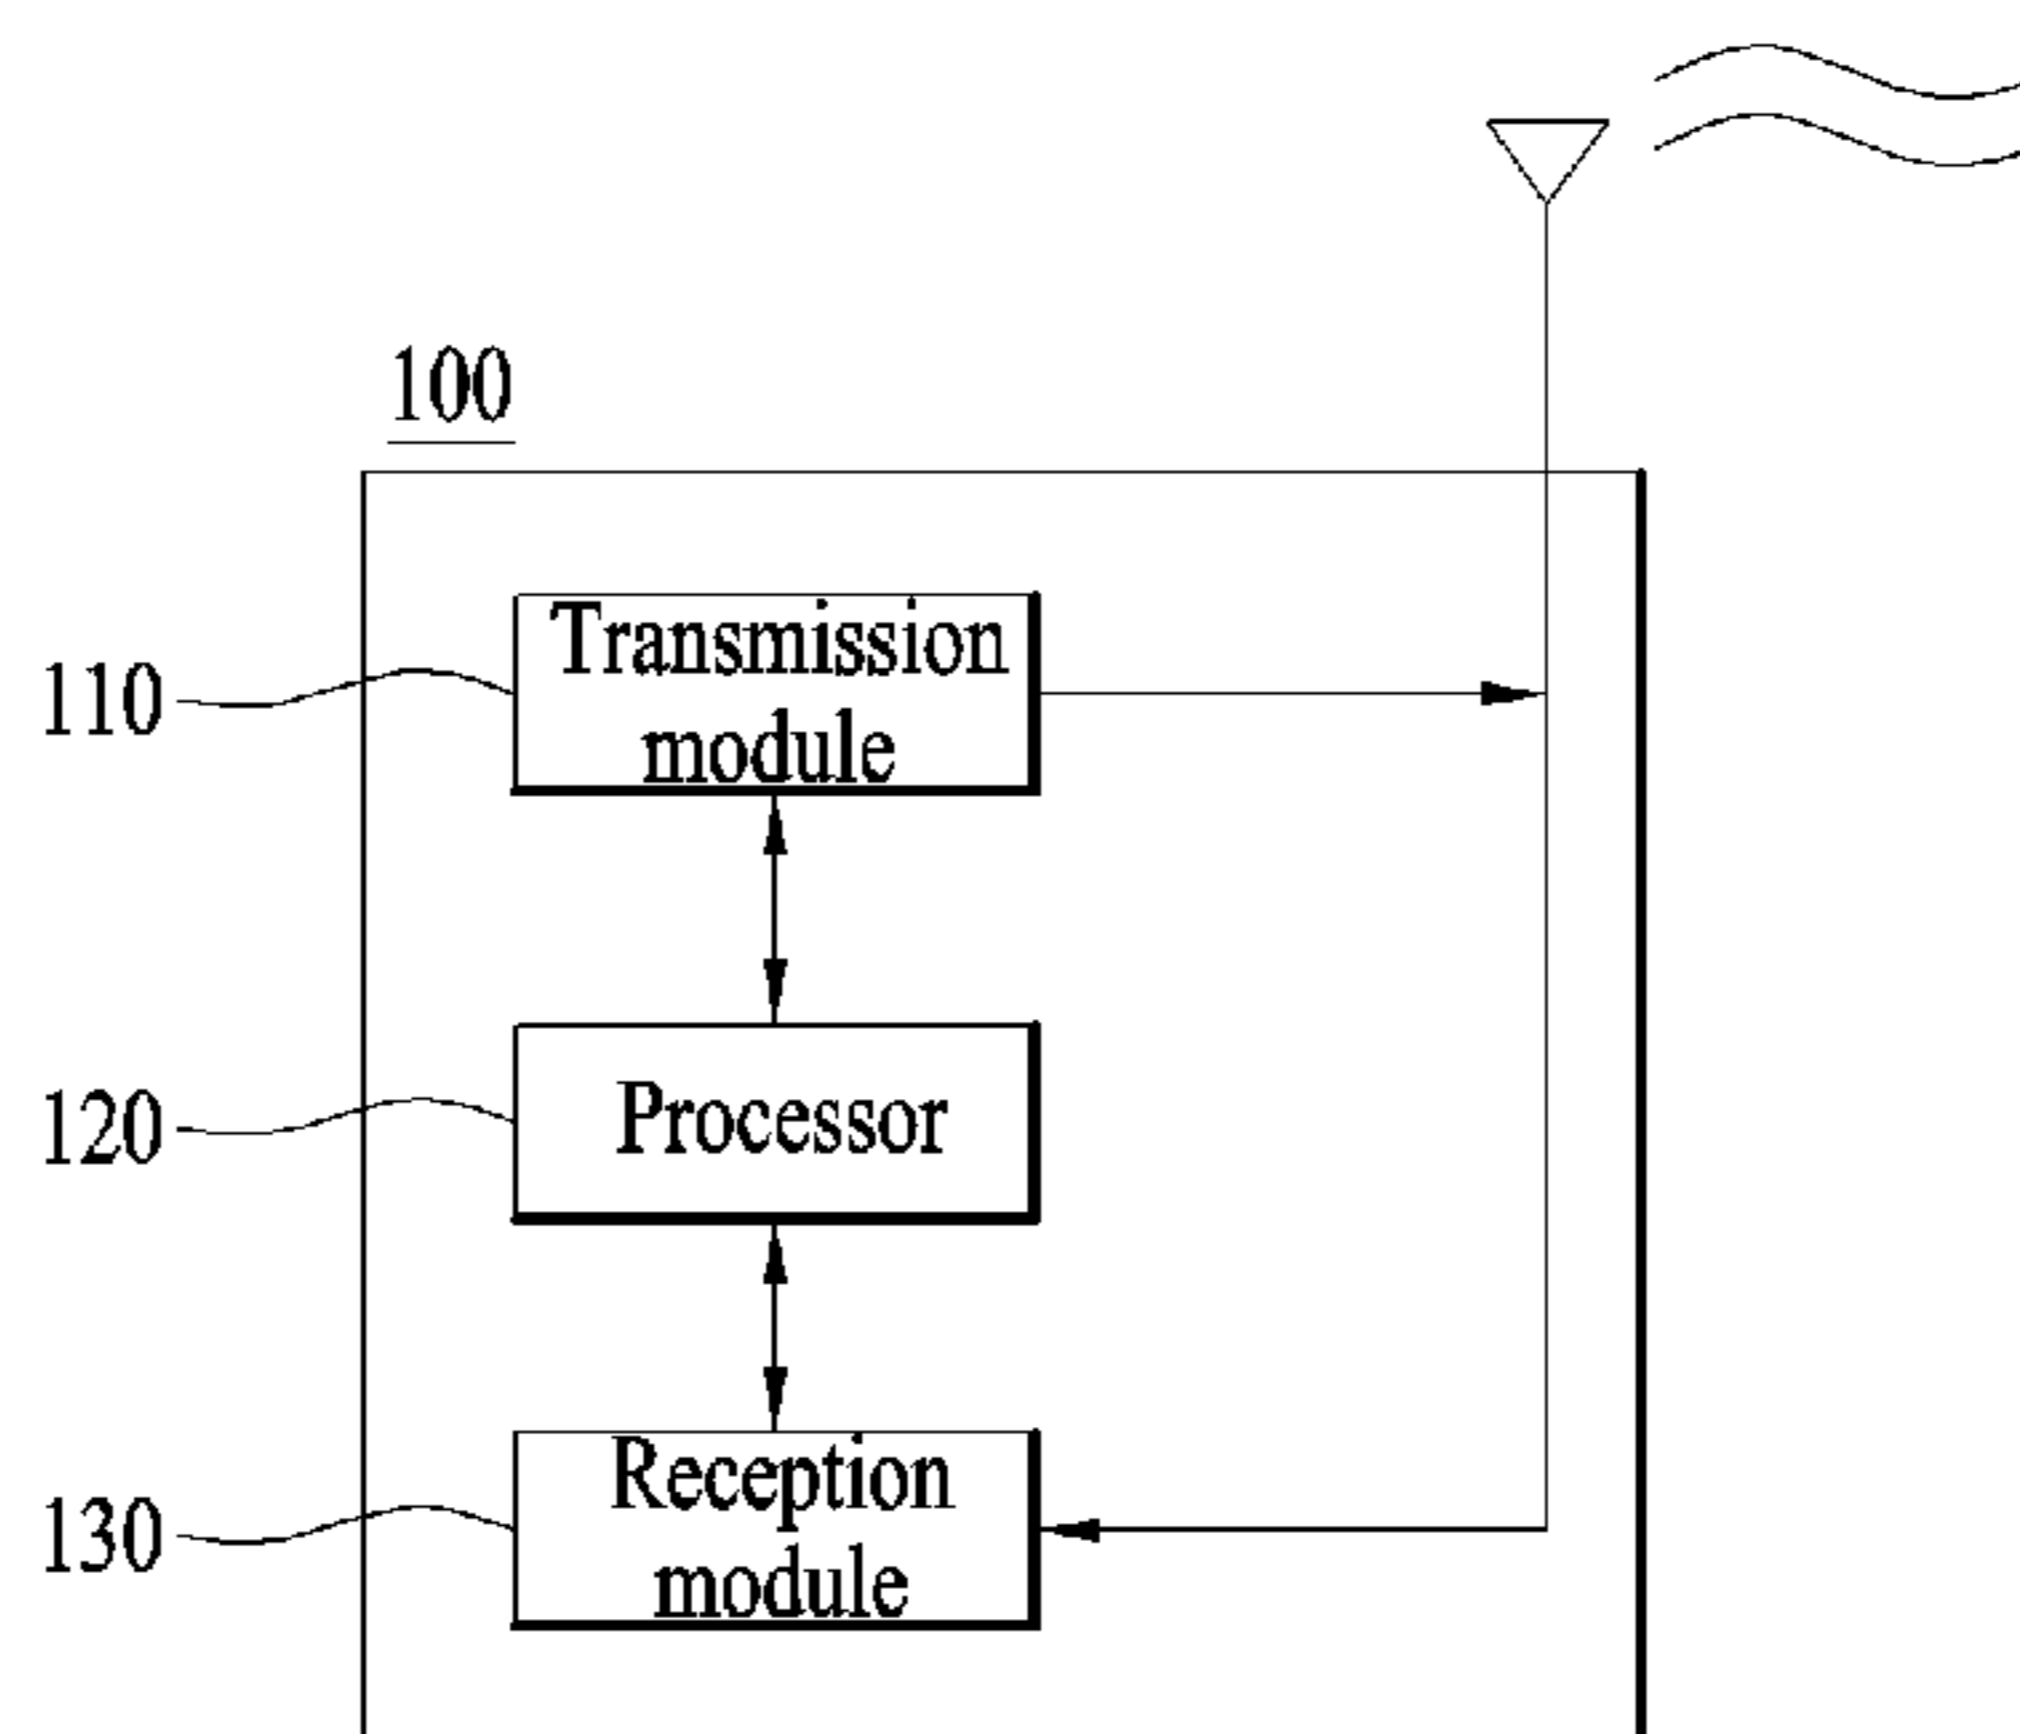 100
110
Transmission
module
120
Processor
130
Reception
module